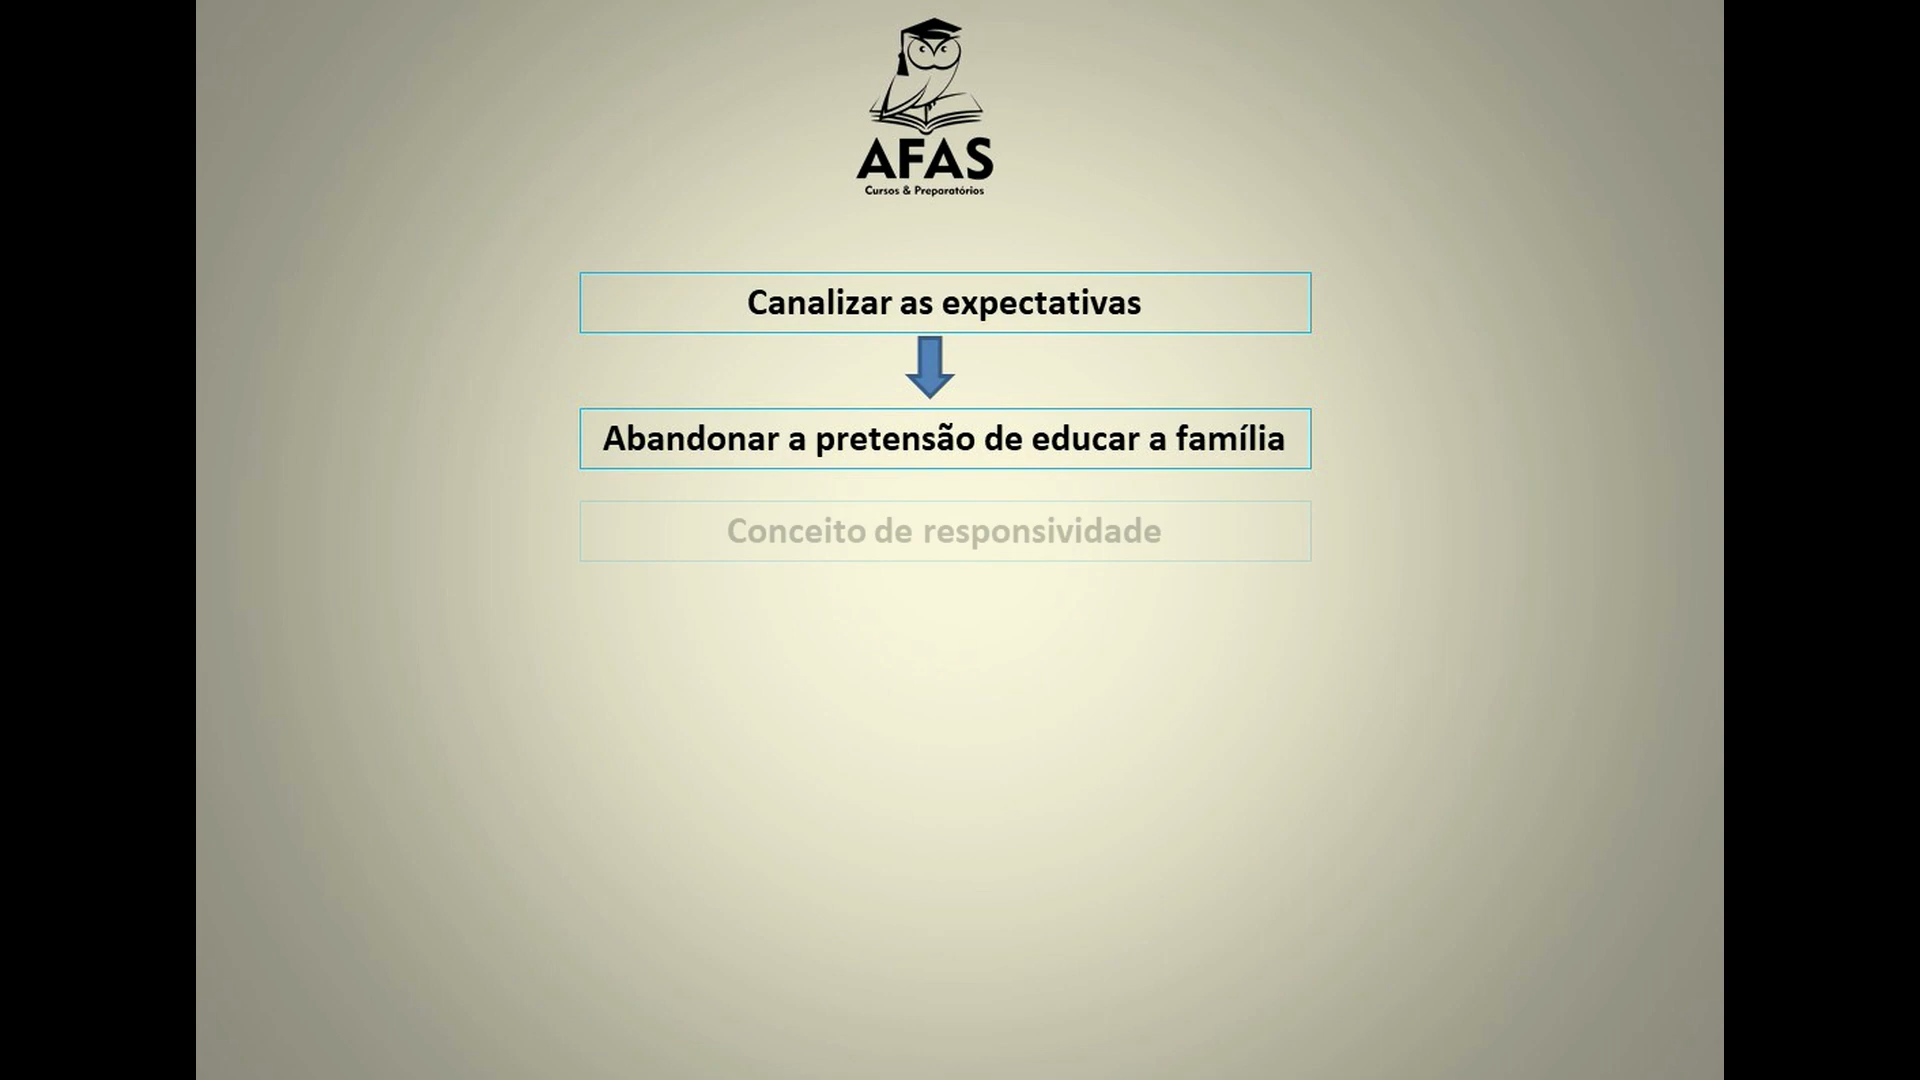 AFAS
Cursos & Preparatórios
Canalizar as expectativas
Abandonar a pretensão de educar a família
Conceito de responsividade